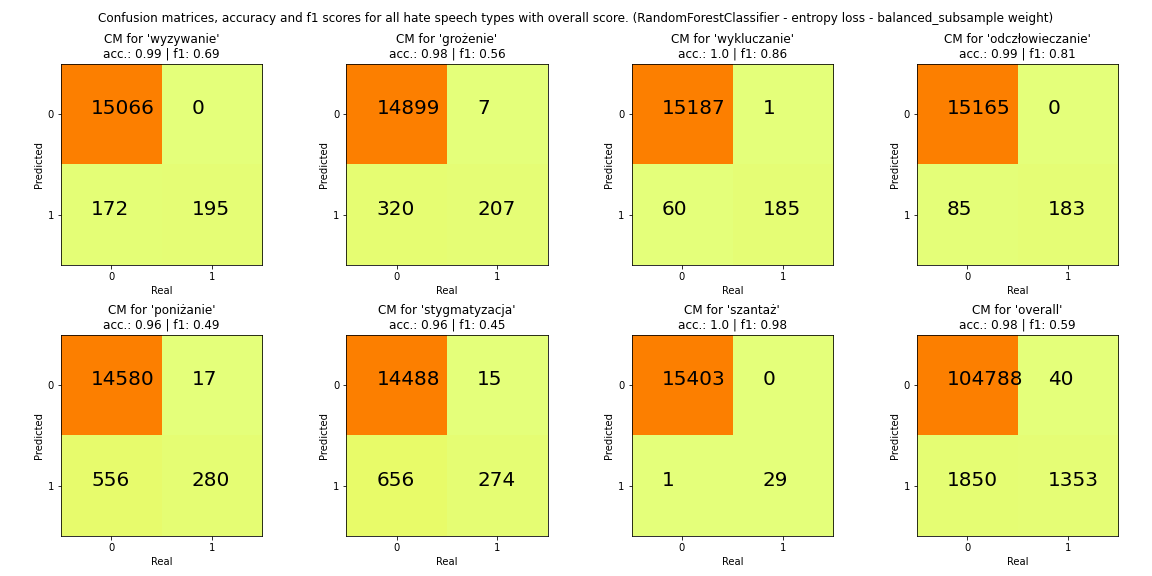 Confusion matrices, accuracy and f1 scores for all hate speech types with overall score. (RandomForestClassifier - entropy loss - balanced_subsample weight)
CM for 'wyzywanie'
acc.: 0.99 | f1: 0.69
Predicted
0
15066 0
1
172 195
0 1
Real
CM for 'grożenie'
acc.: 0.98 | f1: 0.56
Predicted
0
14899 7
1
320 207
0 1
Real
CM for 'wykluczanie'
acc.: 1.0 | f1: 0.86
Predicted
0
15187 1
1
60 185
0 1
Real
CM for 'odczłowieczanie'
acc.: 0.99 | f1: 0.81
Predicted
0
15165 0
1
85 183
0 1
Real
CM for 'poniżanie'
acc.: 0.96 | f1: 0.49
Predicted
0
14580 17
1
556 280
0 1
Real
CM for 'stygmatyzacja'
acc.: 0.96 | f1: 0.45
Predicted
0
14488 15
1
656 274
0 1
Real
CM for 'szantaż'
acc.: 1.0 | f1: 0.98
Predicted
0
15403 0
1
1 29
0 1
Real
CM for 'overall'
acc.: 0.98 | f1: 0.59
Predicted
0
104788 40
1
1850 1353
0 1
Real